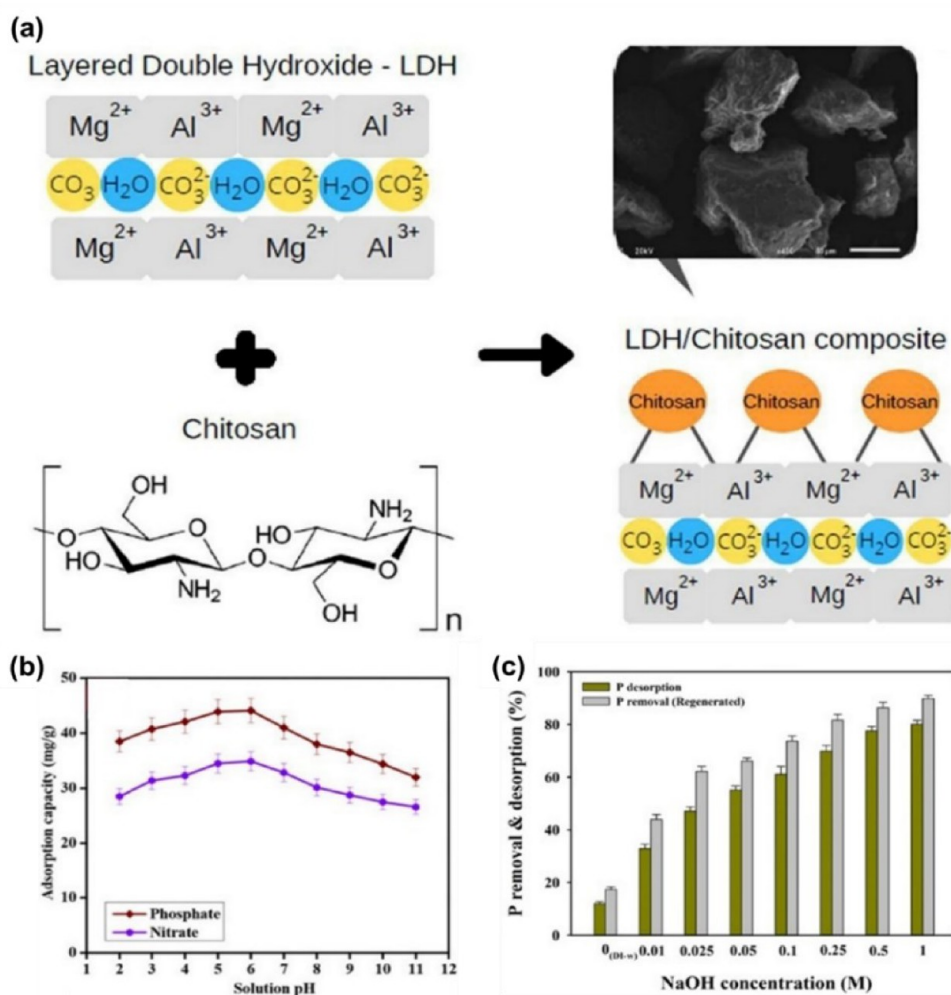 (a)
Layered Double Hydroxide - LDH
Mg2+ Al3+ Mg2+ Al3+
CO3 H2O CO32- H2O CO32- H2O CO32-
Mg2+ Al3+ Mg2+ Al3+
20kV x400
LDH/Chitosan composite
Chitosan Chitosan Chitosan
Mg2+ Al3+ Mg2+ Al3+
CO3 H2O CO32- H2O CO32- H2O CO32-
Mg2+ Al3+ Mg2+ Al3+
Chitosan
OH
O
O
HO
NH2
O
HO
NH2
O
O
OH
n
(b)
Adsorption capacity (mg/g)
50
40
30
20
10
0
Phosphate
Nitrate
1 2 3 4 5 6 7 8 9 10 11 12
Solution pH
(c)
P removal & desorption (%)
100
80
60
40
20
0
P desorption
P removal (Regenerated)
0(DI-w) 0.01 0.025 0.05 0.1 0.25 0.5 1
NaOH concentration (M)